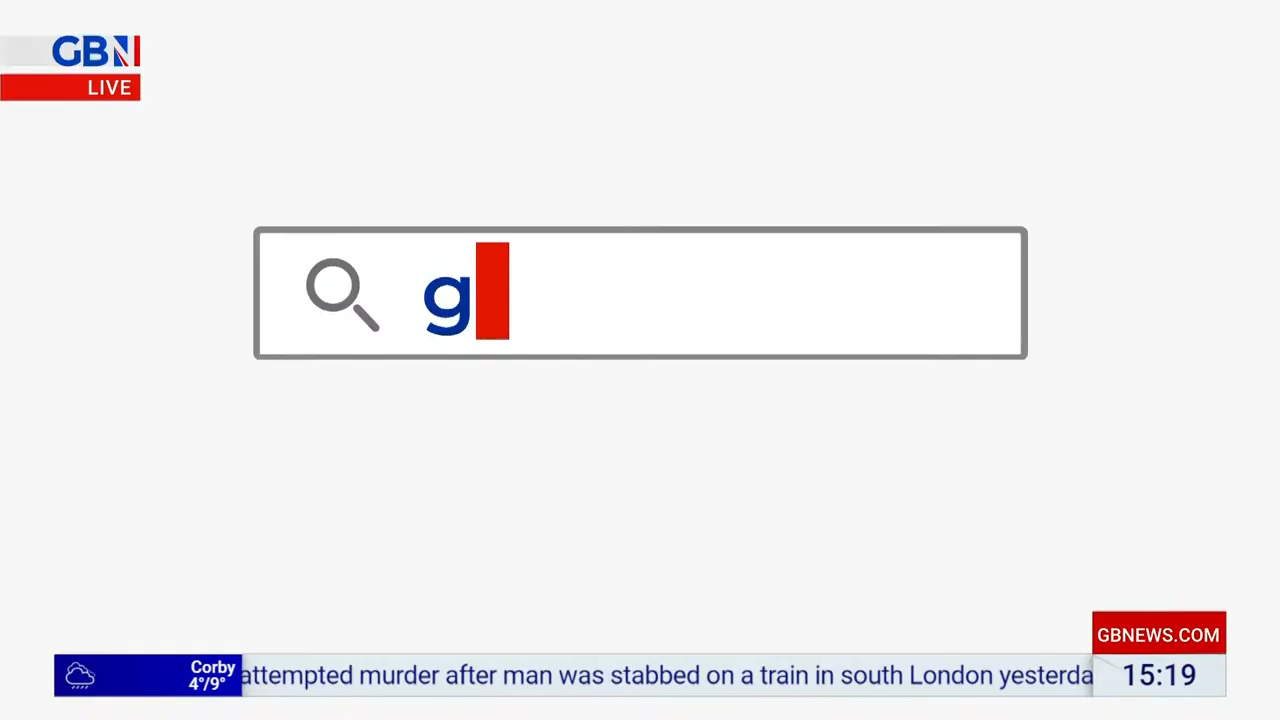 GBN
LIVE
g
GBNEWS.COM
Corby
4°/9°
attempted murder after man was stabbed on a train in south London yesterda
15:19